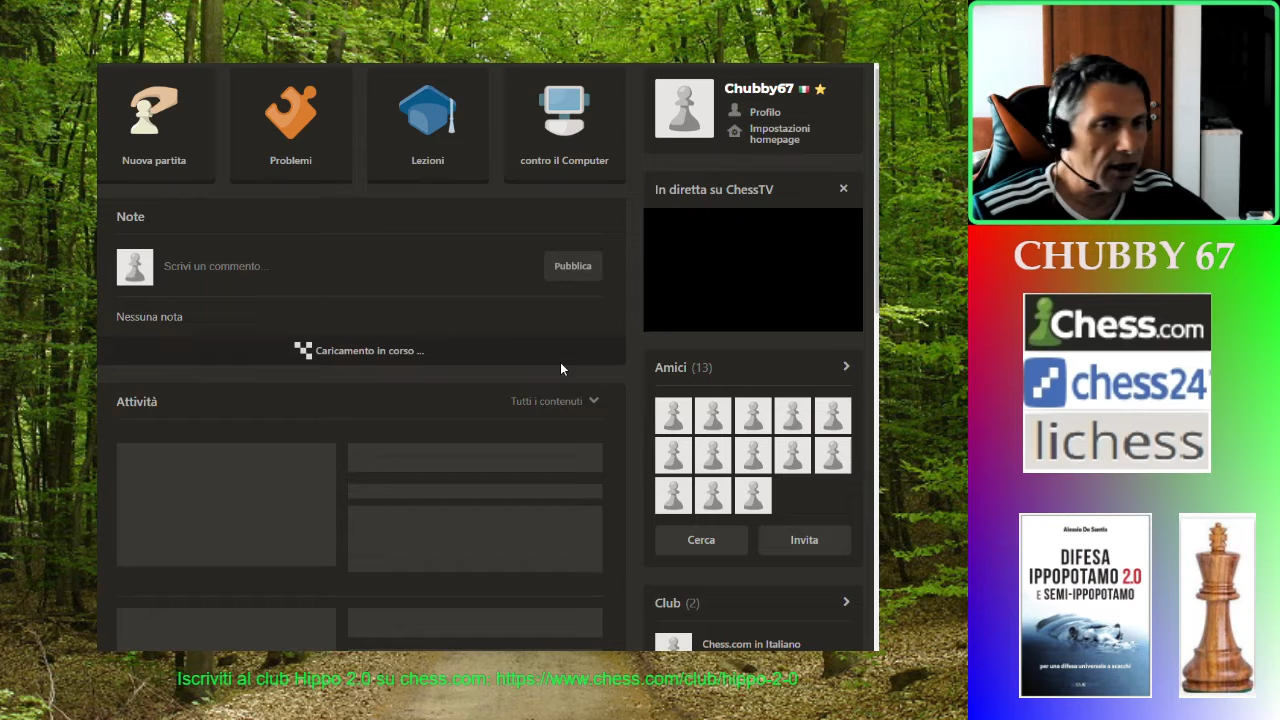 Nuova partita
Problemi
Lezioni
contro il Computer
Note
Scrivi un commento...
Pubblica
Nessuna nota
Caricamento in corso ...
Attività
Tutti i contenuti
Chubby67
Profilo
Impostazioni
homepage
In diretta su ChessTV
Amici (13)
Cerca
Invita
Club (2)
Chess.com in Italiano
CHUBBY 67
Chess.com
chess24
lichess
Alessio De Santis
DIFESA
IPPOPOTAMO 2.0
E SEMI-IPPOPOTAMO
per una difesa universale a scacchi
Iscriviti al club Hippo 2.0 su chess.com: https://www.chess.com/club/hippo-2-0